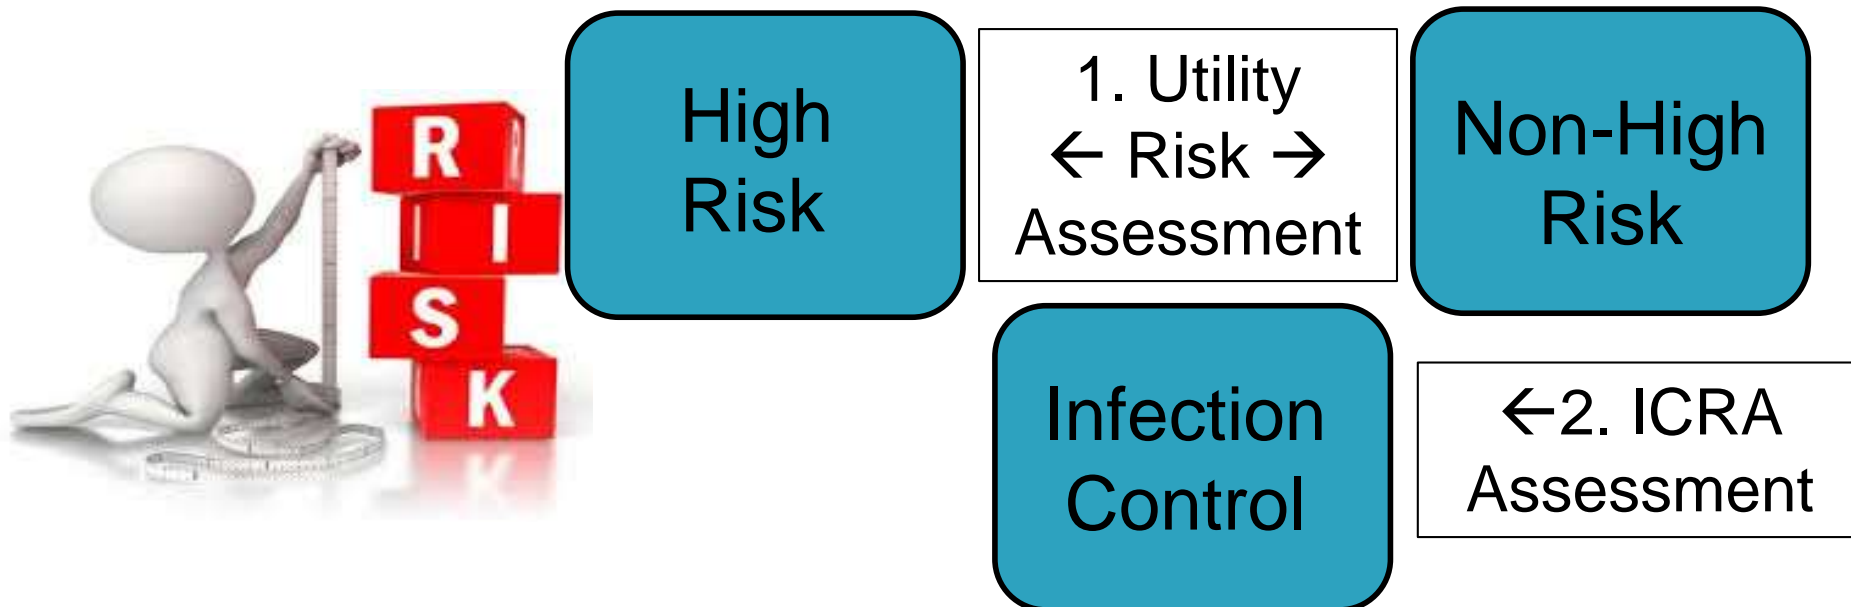 R
I I
S
K
High
Risk
1. Utility
← Risk →
Assessment
Non-High
Risk
Infection
Control
←2. ICRA
Assessment